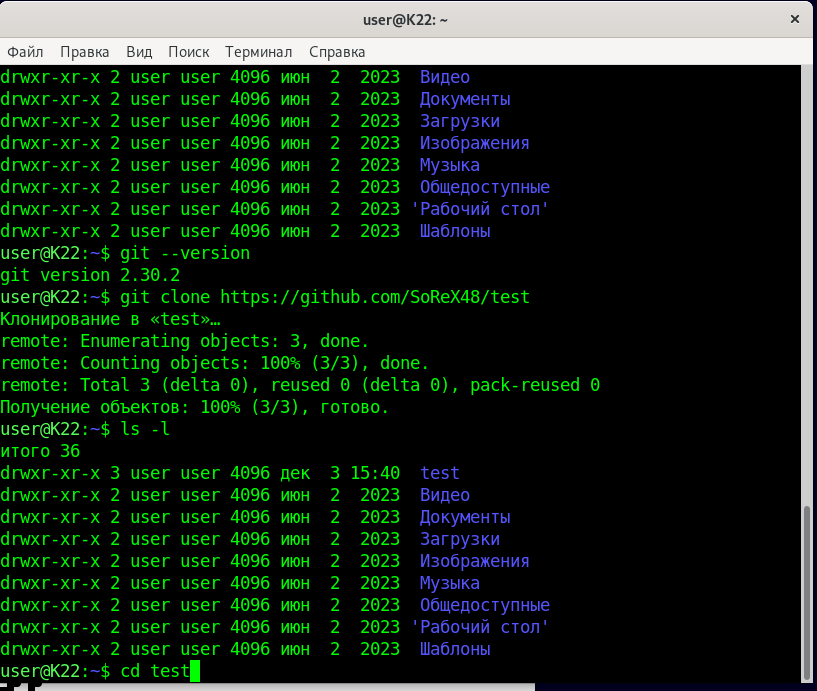 user@K22: ~
Файл Правка Вид Поиск Терминал Справка
drwxr-xr-x 2 user user 4096 июн  2  2023  Видео
drwxr-xr-x 2 user user 4096 июн  2  2023  Документы
drwxr-xr-x 2 user user 4096 июн  2  2023  Загрузки
drwxr-xr-x 2 user user 4096 июн  2  2023  Изображения
drwxr-xr-x 2 user user 4096 июн  2  2023  Музыка
drwxr-xr-x 2 user user 4096 июн  2  2023  Общедоступные
drwxr-xr-x 2 user user 4096 июн  2  2023 'Рабочий стол'
drwxr-xr-x 2 user user 4096 июн  2  2023  Шаблоны
user@K22:~$ git --version
git version 2.30.2
user@K22:~$ git clone https://github.com/SoReX48/test
Клонирование в «test»…
remote: Enumerating objects: 3, done.
remote: Counting objects: 100% (3/3), done.
remote: Total 3 (delta 0), reused 0 (delta 0), pack-reused 0
Получение объектов: 100% (3/3), готово.
user@K22:~$ ls -l
итого 36
drwxr-xr-x 3 user user 4096 дек  3 15:40  test
drwxr-xr-x 2 user user 4096 июн  2  2023  Видео
drwxr-xr-x 2 user user 4096 июн  2  2023  Документы
drwxr-xr-x 2 user user 4096 июн  2  2023  Загрузки
drwxr-xr-x 2 user user 4096 июн  2  2023  Изображения
drwxr-xr-x 2 user user 4096 июн  2  2023  Музыка
drwxr-xr-x 2 user user 4096 июн  2  2023  Общедоступные
drwxr-xr-x 2 user user 4096 июн  2  2023 'Рабочий стол'
drwxr-xr-x 2 user user 4096 июн  2  2023  Шаблоны
user@K22:~$ cd test